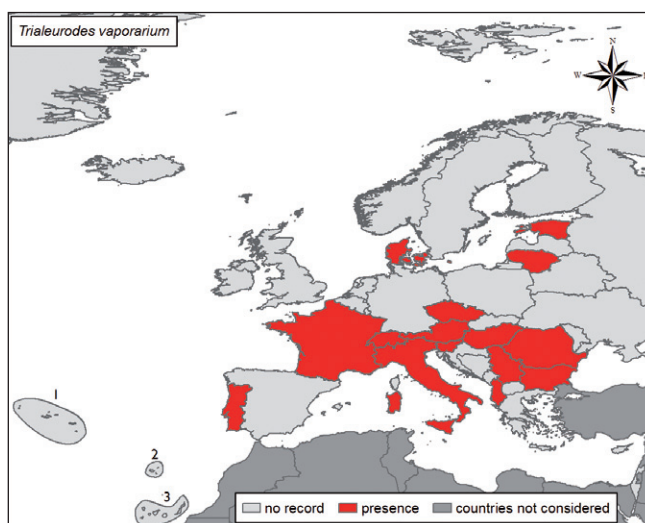 Trialeurodes vaporarium
N
W E
S
1
2
3
no record presence countries not considered